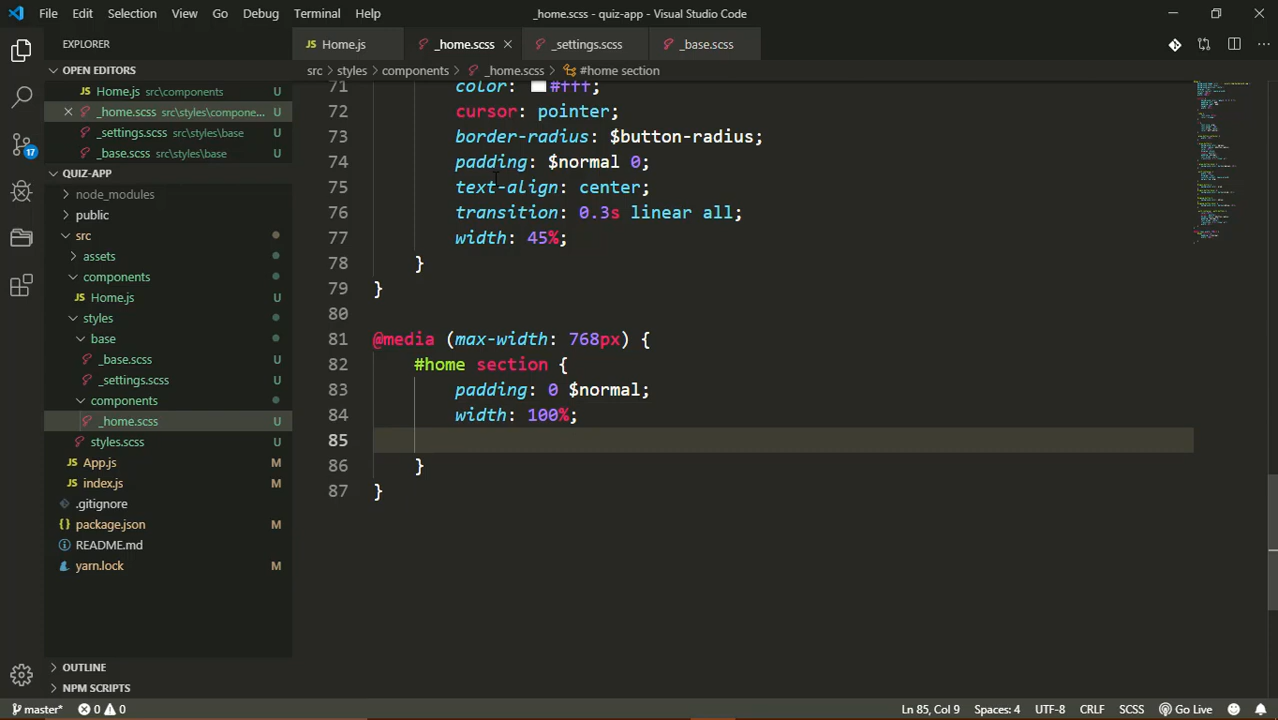 File Edit Selection View Go Debug Terminal Help _home.scss - quiz-app - Visual Studio Code
EXPLORER
OPEN EDITORS
Home.js src\components U
_home.scss src\styles\compone... U
_settings.scss src\styles\base U
_base.scss src\styles\base U
QUIZ-APP
node_modules
public
src
assets
components
Home.js U
styles
base
_base.scss U
_settings.scss U
components
_home.scss U
styles.scss U
App.js M
index.js M
.gitignore
package.json M
README.md
yarn.lock M
OUTLINE
NPM SCRIPTS
17
Home.js _home.scss _settings.scss _base.scss
src > styles > components > _home.scss > #home section
71 color: #fff;
72 cursor: pointer;
73 border-radius: $button-radius;
74 padding: $normal 0;
75 text-align: center;
76 transition: 0.3s linear all;
77 width: 45%;
78 }
79 }
80
81 @media (max-width: 768px) {
82 #home section {
83 padding: 0 $normal;
84 width: 100%;
85
86 }
87 }
master* 0 0 Ln 85, Col 9 Spaces: 4 UTF-8 CRLF SCSS Go Live